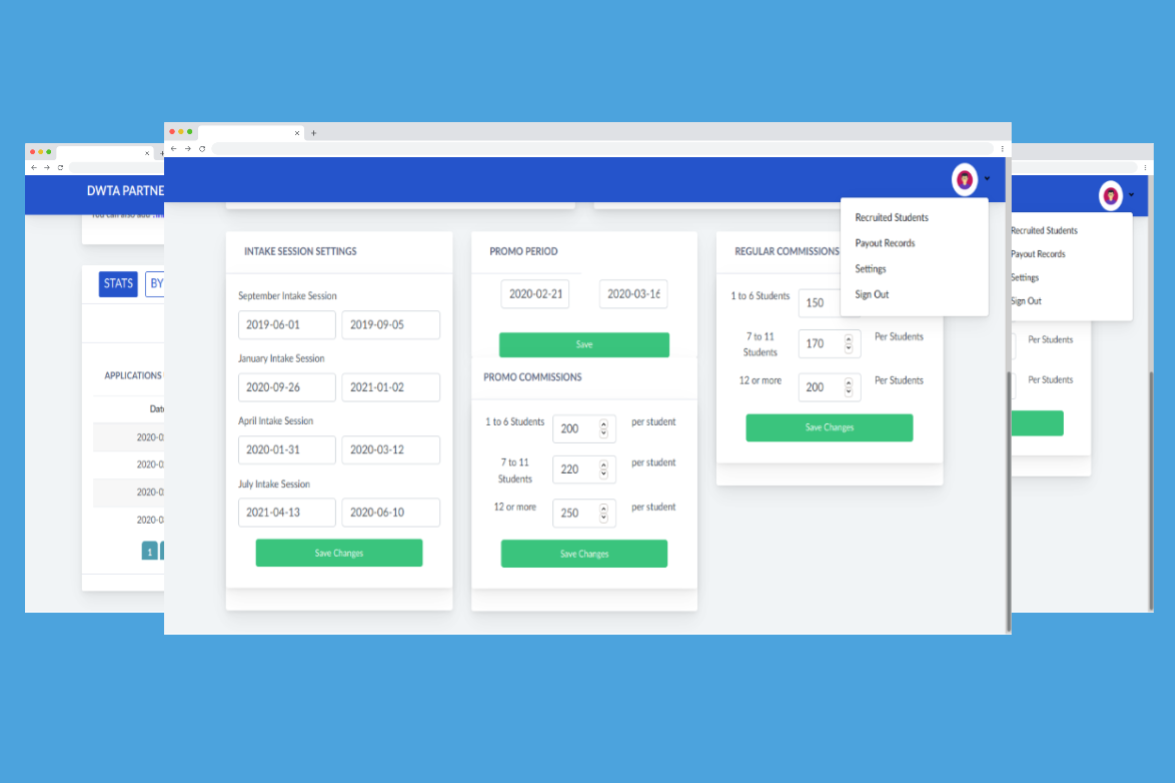 DWTA PARTNE
You can also add
STATS
BY
APPLICATIONS
Dat
2020-0
2020-0
2020-0
2020-0
1
INTAKE SESSION SETTINGS
September Intake Session
2019-06-01 2019-09-05
January Intake Session
2020-09-26 2021-01-02
April Intake Session
2020-01-31 2020-03-12
July Intake Session
2021-04-13 2020-06-10
Save Changes
PROMO PERIOD
2020-02-21 2020-03-16
Save
PROMO COMMISSIONS
1 to 6 Students 200 per student
7 to 11
Students
220 per student
12 or more 250 per student
Save Changes
REGULAR COMMISSIONS
1 to 6 Students 150
7 to 11
Students
170 Per Students
12 or more 200 Per Students
Save Changes
Recruited Students
Payout Records
Settings
Sign Out
Recruited Students
Payout Records
Settings
Sign Out
Per Students
Per Students